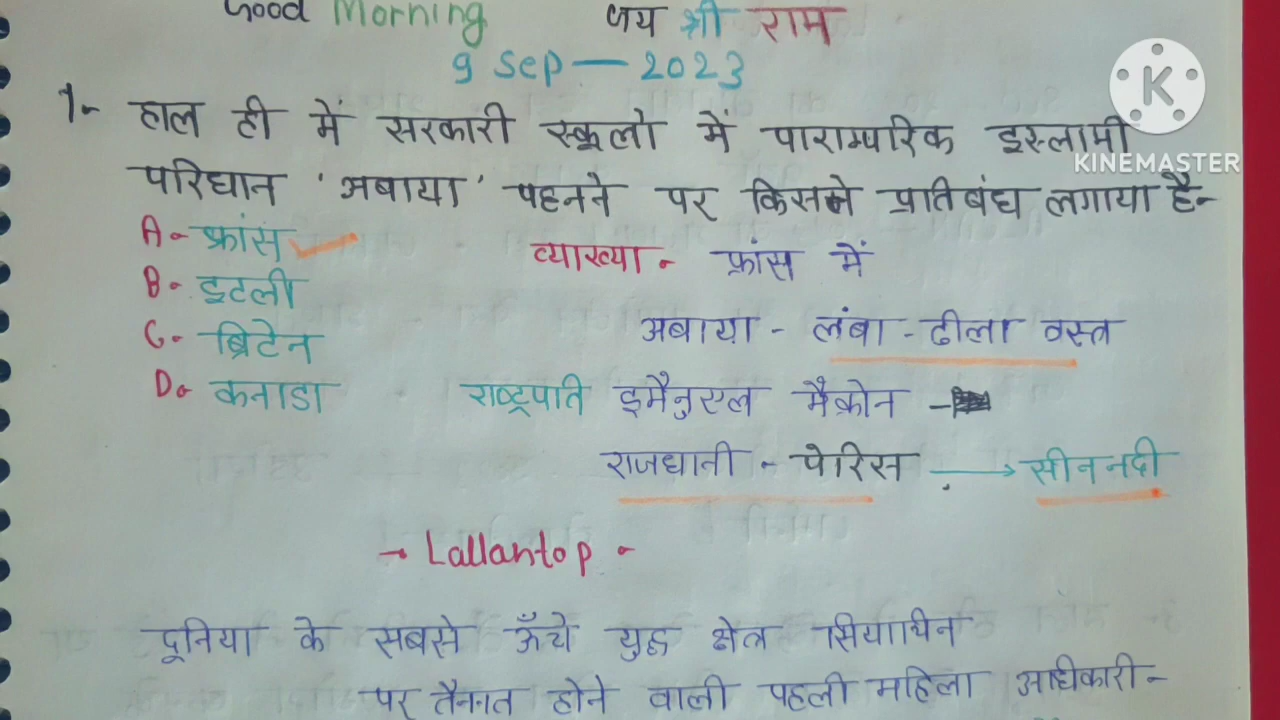 Good Morning जय श्री राम
9 Sep — 2023
1- हाल ही में सरकारी स्कूलो में पाराम्परिक इस्लामी
परिधान 'अबाया' पहनने पर किसने प्रतिबंध लगाया है-
A- फ्रांस ✓ व्याख्या - फ्रांस में
B- इटली
अबाया - लंबा - ढीला वस्त्र
C- ब्रिटेन
D- कनाडा राष्ट्रपति इमैनुएल मैक्रोन -
राजधानी - पेरिस → सीन नदी
→ Lallantop -
दूनिया के सबसे ऊँचे युद्ध क्षेत्र सियाचिन
पर तैनात होने वाली पहली महिला अधिकारी -
K
KINEMASTER